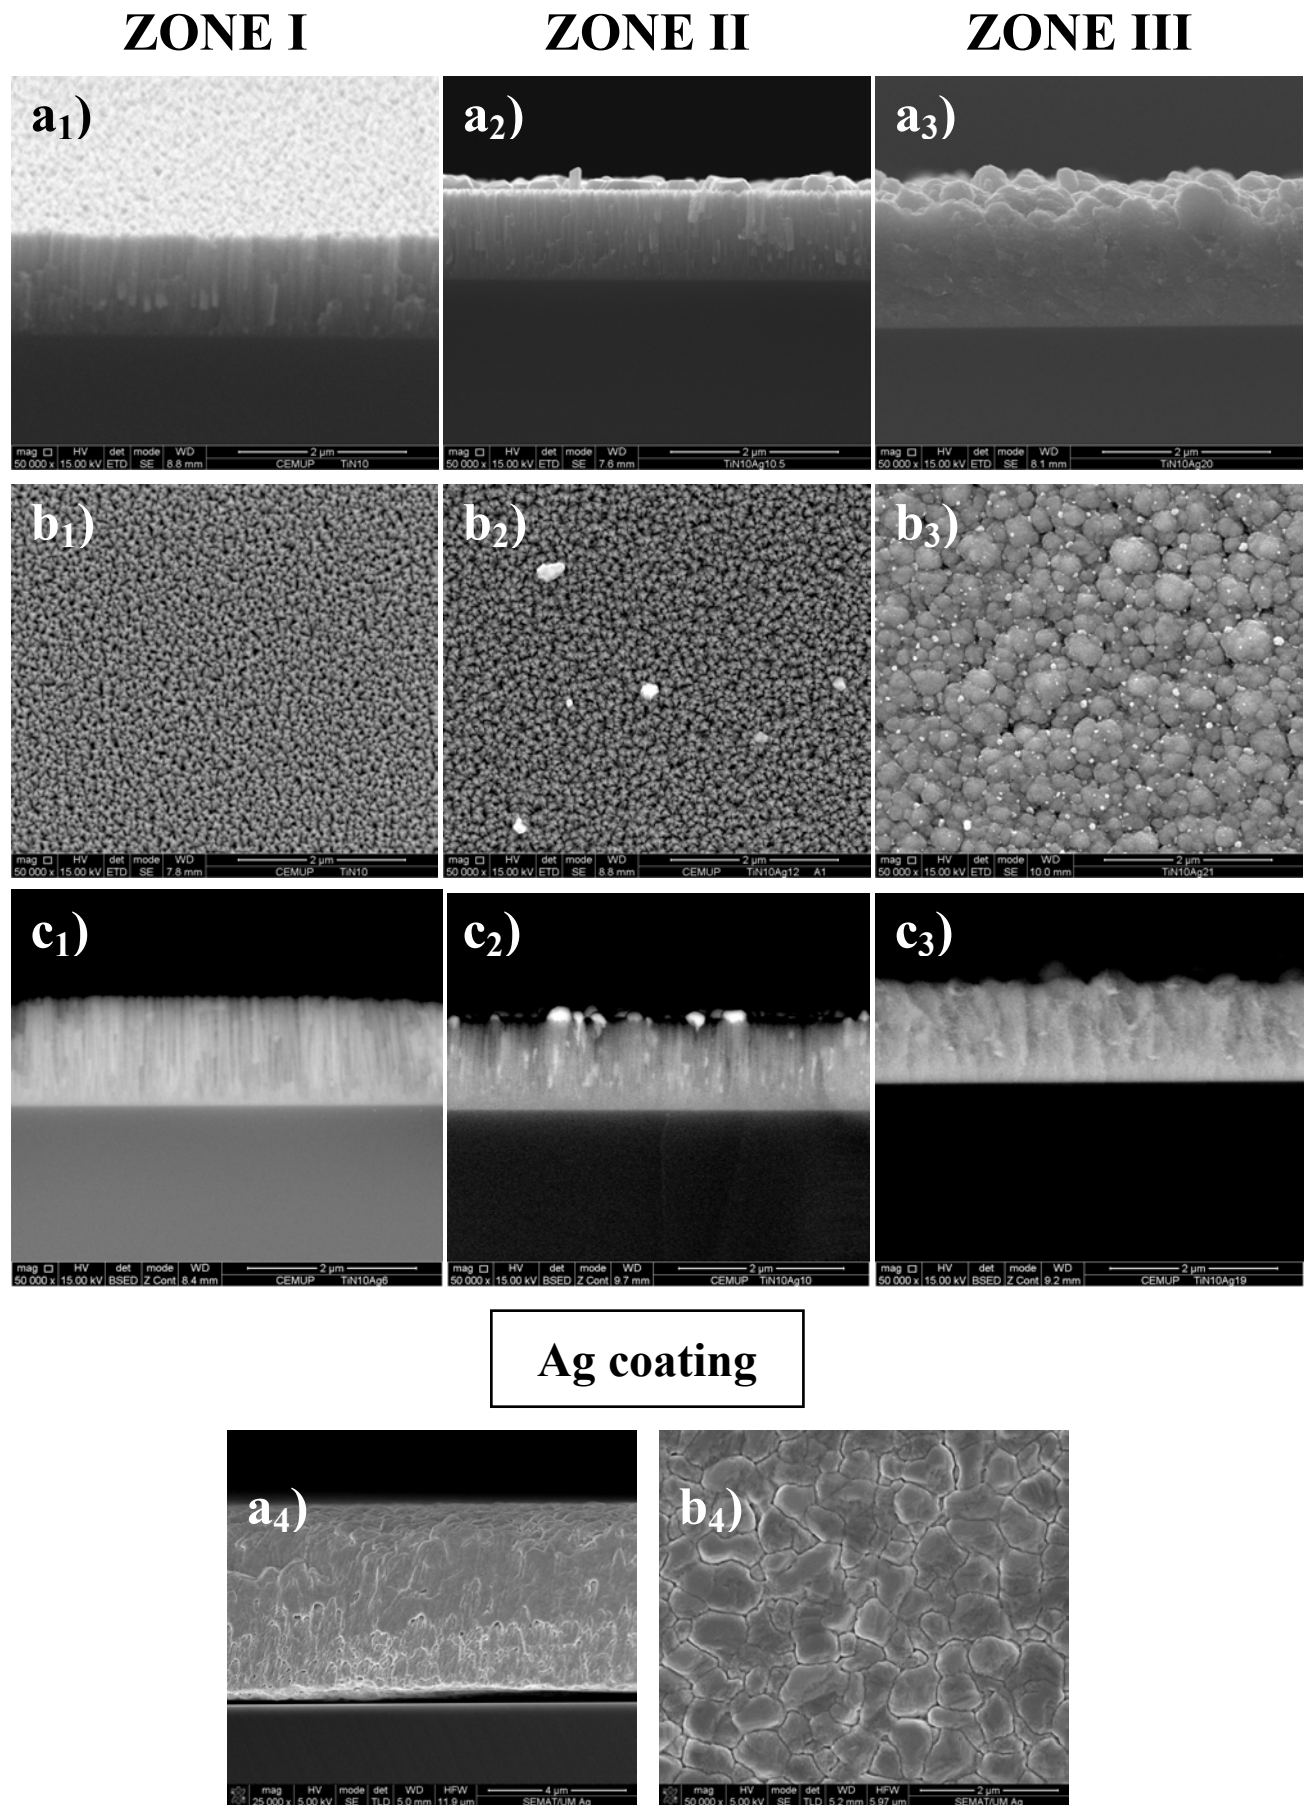 ZONE I ZONE II ZONE III
a1) a2) a3)
mag □ HV det mode WD 2 µm
50 000 x 15.00 kV ETD SE 8.8 mm CEMUP TiN10
mag □ HV det mode WD 2 µm
50 000 x 15.00 kV ETD SE 7.6 mm TiN10Ag10.5
mag □ HV det mode WD 2 µm
50 000 x 15.00 kV ETD SE 8.1 mm TiN10Ag20
b1) b2) b3)
mag □ HV det mode WD 2 µm
50 000 x 15.00 kV ETD SE 7.8 mm CEMUP TiN10
mag □ HV det mode WD 2 µm
50 000 x 15.00 kV ETD SE 8.8 mm CEMUP TiN10Ag12 A1
mag □ HV det mode WD 2 µm
50 000 x 15.00 kV ETD SE 10.0 mm TiN10Ag21
c1) c2) c3)
mag □ HV det mode WD 2 µm
50 000 x 15.00 kV BSED Z Cont 8.4 mm CEMUP TiN10Ag6
mag □ HV det mode WD 2 µm
50 000 x 15.00 kV BSED Z Cont 9.7 mm CEMUP TiN10Ag10
mag □ HV det mode WD 2 µm
50 000 x 15.00 kV BSED Z Cont 9.2 mm CEMUP TiN10Ag19
Ag coating
a4) b4)
mag HV mode det WD HFW 4 µm
25 000 x 5.00 kV SE TLD 5.0 mm 11.9 µm SEMAT/UM Ag
mag HV mode det WD HFW 2 µm
50 000 x 5.00 kV SE TLD 5.2 mm 5.97 µm SEMAT/UM Ag